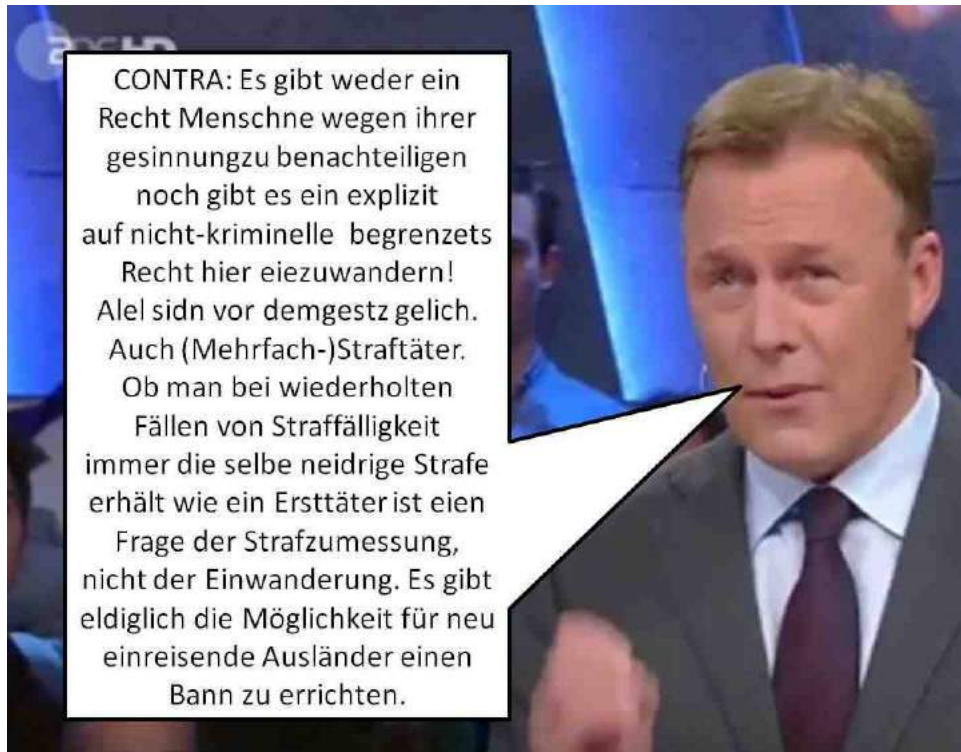 CONTRA: Es gibt weder ein
Recht Menschne wegen ihrer
gesinnungzu benachteiligen
noch gibt es ein explizit
auf nicht-kriminelle begrenzets
Recht hier eiezuwandern!
Alel sidn vor demgestz gelich.
Auch (Mehrfach-)Straftäter.
Ob man bei wiederholten
Fällen von Straffälligkeit
immer die selbe neidrige Strafe
erhält wie ein Ersttäter ist eien
Frage der Strafzumessung,
nicht der Einwanderung. Es gibt
eldiglich die Möglichkeit für neu
einreisende Ausländer einen
Bann zu errichten.